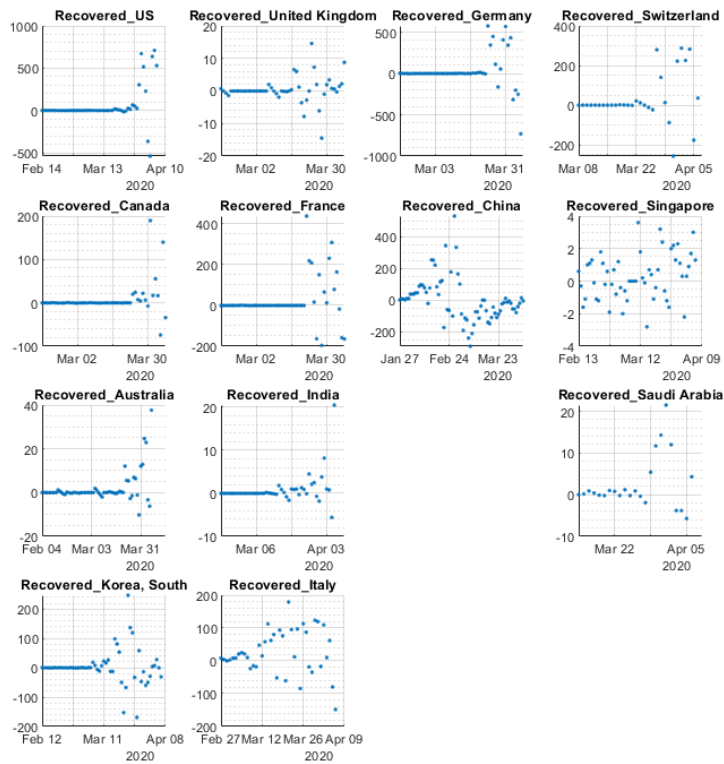 Recovered_US
1000
500
0
-500
Feb 14
Mar 13
Apr 10
2020
Recovered_United Kingdom
20
10
0
-10
20
Mar 02
Mar 30
2020
Recovered_Germany
500
0
-500
-1000
Mar 03
Mar 31
2020
Recovered_Switzerland
400
200
0
-200
Mar 08
Mar 22
Apr 05
2020
Recovered_Canada
200
100
0
-100
Mar 02
Mar 30
2020
Recovered_France
400
200
0
-200
Mar 02
Mar 30
2020
Recovered_China
400
200
0
-200
Jan 27
Feb 24
Mar 23
2020
Recovered_Singapore
4
2
0
-2
-4
Feb 13
Mar 12
Apr 09
2020
Recovered_Australia
40
20
0
-20
Feb 04
Mar 03
Mar 31
2020
Recovered_India
20
10
0
-10
Mar 06
Apr 03
2020
Recovered_Saudi Arabia
20
10
0
-10
Mar 22
Apr 05
2020
Recovered_Korea, South
200
100
0
-100
-200
Feb 12
Mar 11
Apr 08
2020
Recovered_Italy
200
100
0
-100
-200
Feb 27
Mar 12
Mar 26
Apr 09
2020